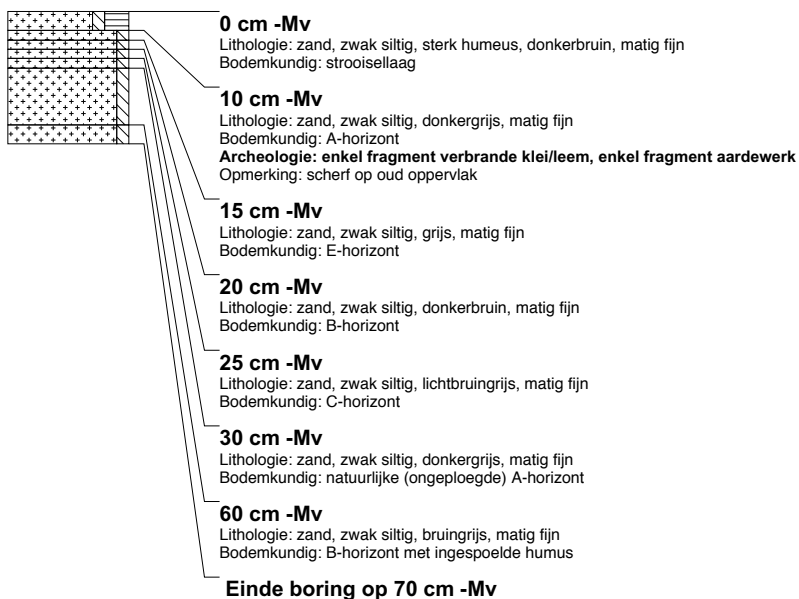 0 cm -Mv
Lithologie: zand, zwak siltig, sterk humeus, donkerbruin, matig fijn
Bodemkundig: strooisellaag
10 cm -Mv
Lithologie: zand, zwak siltig, donkergrijs, matig fijn
Bodemkundig: A-horizont
Archeologie: enkel fragment verbrande klei/leem, enkel fragment aardewerk
Opmerking: scherf op oud oppervlak
15 cm -Mv
Lithologie: zand, zwak siltig, grijs, matig fijn
Bodemkundig: E-horizont
20 cm -Mv
Lithologie: zand, zwak siltig, donkerbruin, matig fijn
Bodemkundig: B-horizont
25 cm -Mv
Lithologie: zand, zwak siltig, lichtbruingrijs, matig fijn
Bodemkundig: C-horizont
30 cm -Mv
Lithologie: zand, zwak siltig, donkergrijs, matig fijn
Bodemkundig: natuurlijke (ongeploegde) A-horizont
60 cm -Mv
Lithologie: zand, zwak siltig, bruingrijs, matig fijn
Bodemkundig: B-horizont met ingespoelde humus
Einde boring op 70 cm -Mv